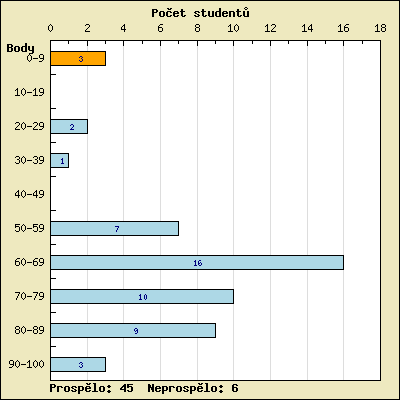 Počet studentů
0 2 4 6 8 10 12 14 16 18
Body
0-9 3
10-19
20-29 2
30-39 1
40-49
50-59 7
60-69 16
70-79 10
80-89 9
90-100 3
Prospělo: 45 Neprospělo: 6